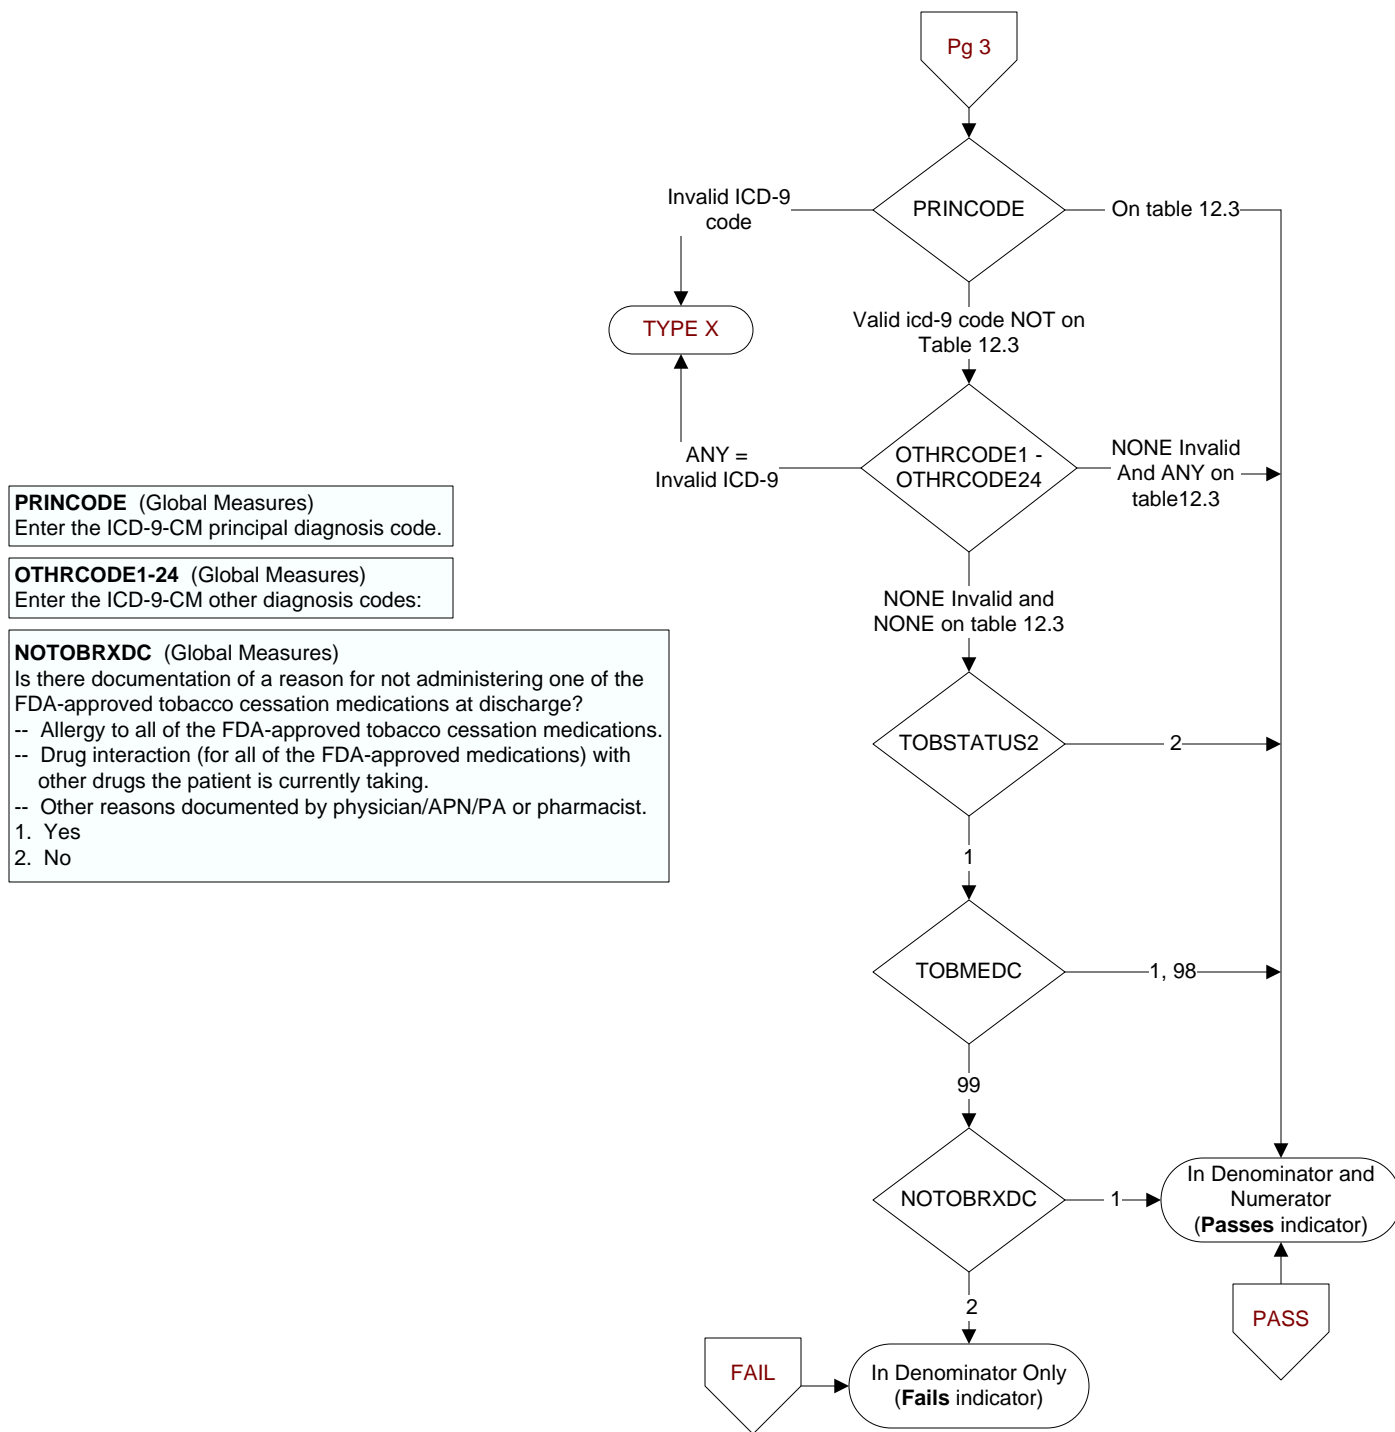 Pg 3
PRINCODE
Invalid ICD-9
code
On table 12.3
TYPE X
Valid icd-9 code NOT on
Table 12.3
OTHRCODE1 -
OTHRCODE24
ANY =
Invalid ICD-9
NONE Invalid
And ANY on
table12.3
PRINCODE (Global Measures)
Enter the ICD-9-CM principal diagnosis code.
OTHRCODE1-24 (Global Measures)
Enter the ICD-9-CM other diagnosis codes:
NOTOBRXDC (Global Measures)
Is there documentation of a reason for not administering one of the
FDA-approved tobacco cessation medications at discharge?
-- Allergy to all of the FDA-approved tobacco cessation medications.
-- Drug interaction (for all of the FDA-approved medications) with
other drugs the patient is currently taking.
-- Other reasons documented by physician/APN/PA or pharmacist.
1. Yes
2. No
NONE Invalid and
NONE on table 12.3
TOBSTATUS2
2
1
TOBMEDC
1, 98
99
NOTOBRXDC
1
In Denominator and
Numerator
(Passes indicator)
2
PASS
FAIL
In Denominator Only
(Fails indicator)